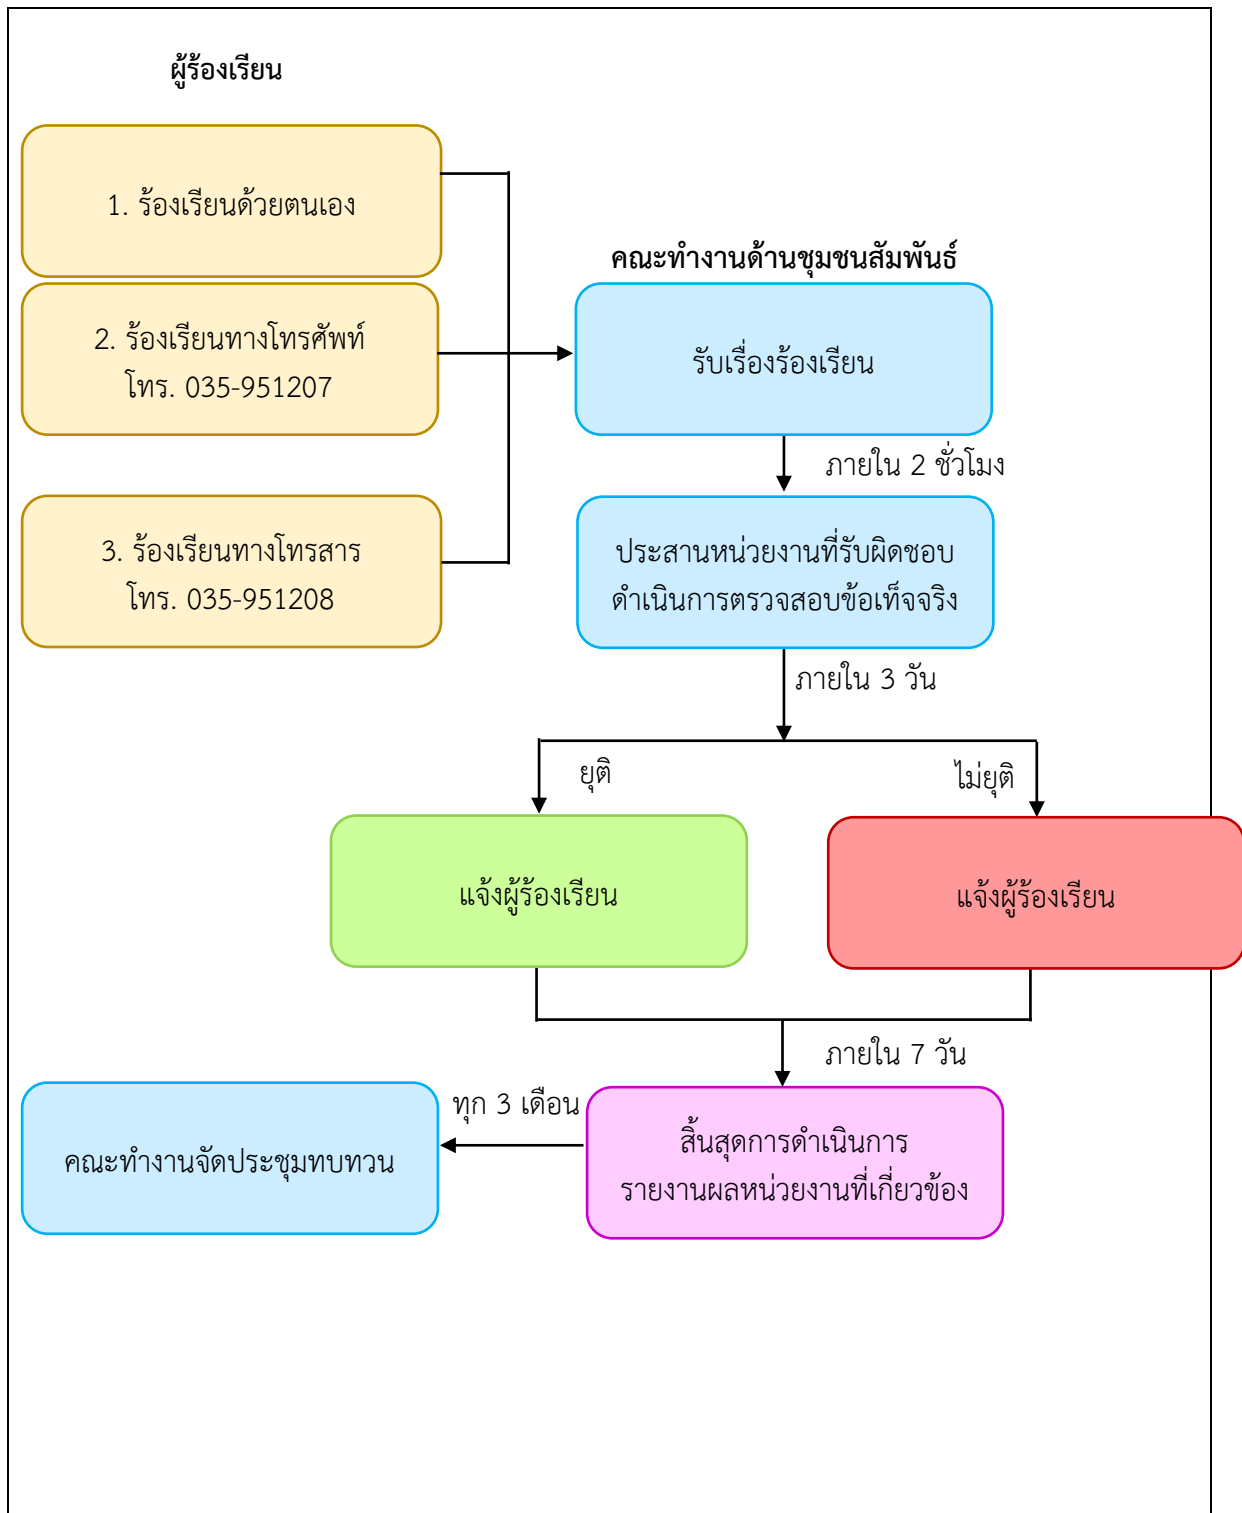 ผู้ร้องเรียน
1. ร้องเรียนด้วยตนเอง
2. ร้องเรียนทางโทรศัพท์
โทร. 035-951207
3. ร้องเรียนทางโทรสาร
โทร. 035-951208
คณะทำงานด้านชุมชนสัมพันธ์
รับเรื่องร้องเรียน
ภายใน 2 ชั่วโมง
ประสานหน่วยงานที่รับผิดชอบ
ดำเนินการตรวจสอบข้อเท็จจริง
ภายใน 3 วัน
ยุติ
ไม่ยุติ
แจ้งผู้ร้องเรียน
แจ้งผู้ร้องเรียน
ภายใน 7 วัน
สิ้นสุดการดำเนินการ
รายงานผลหน่วยงานที่เกี่ยวข้อง
ทุก 3 เดือน
คณะทำงานจัดประชุมทบทวน